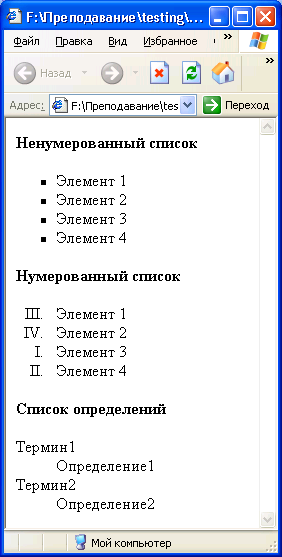 F:\Преподавание\testing\...
Файл Правка Вид Избранное »
Назад »
Адрес: F:\Преподавание\tes Переход
Ненумерованный список
▪ Элемент 1
▪ Элемент 2
▪ Элемент 3
▪ Элемент 4
Нумерованный список
III. Элемент 1
IV. Элемент 2
I. Элемент 3
II. Элемент 4
Список определений
Термин1
Определение1
Термин2
Определение2
Мой компьютер